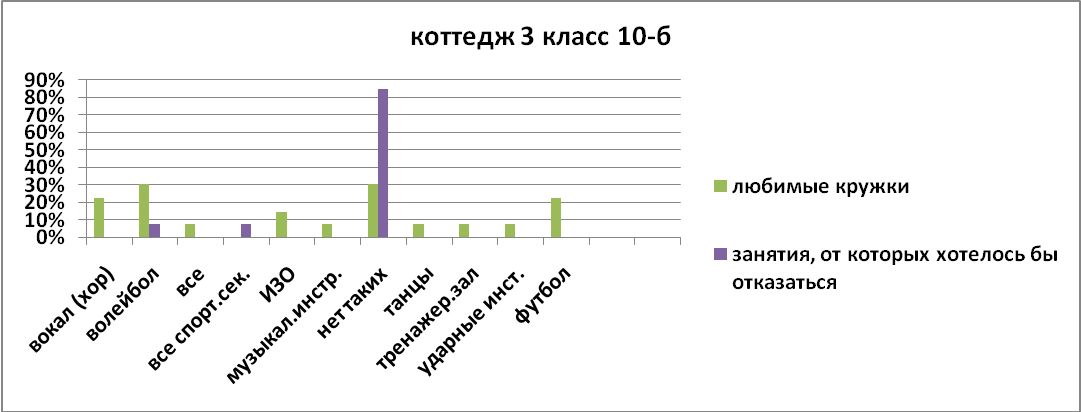 коттедж 3 класс 10-б
90%
80%
70%
60%
50%
40%
30%
20%
10%
0%
вокал (хор)
волейбол
все
все спорт.сек.
ИЗО
музыкал.инстр.
нет таких
танцы
тренажер.зал
ударные инст.
футбол
любимые кружки
занятия, от которых хотелось бы
отказаться